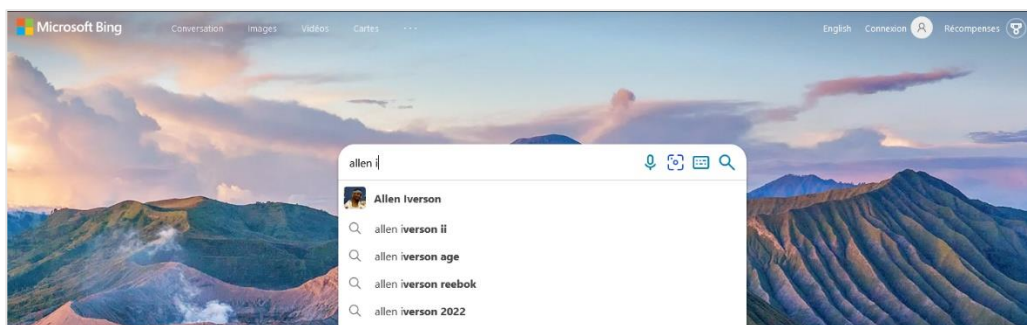 Microsoft Bing Conversation Images Vidéos Cartes ... English Connexion Récompenses
allen i
Allen Iverson
allen iverson ii
allen iverson age
allen iverson reebok
allen iverson 2022